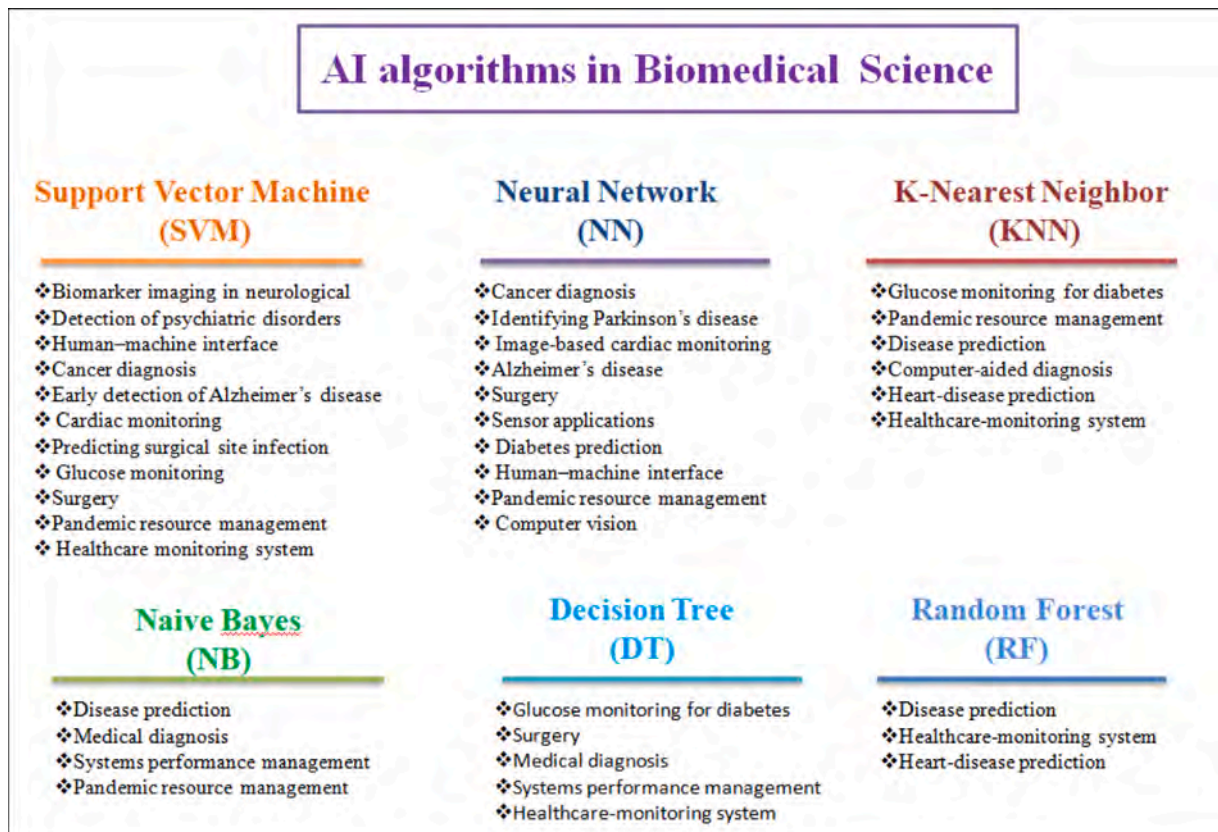 AI algorithms in Biomedical Science
Support Vector Machine
(SVM)
❖Biomarker imaging in neurological
❖Detection of psychiatric disorders
❖Human–machine interface
❖Cancer diagnosis
❖Early detection of Alzheimer’s disease
❖ Cardiac monitoring
❖Predicting surgical site infection
❖ Glucose monitoring
❖Surgery
❖Pandemic resource management
❖ Healthcare monitoring system
Neural Network
(NN)
❖Cancer diagnosis
❖Identifying Parkinson’s disease
❖ Image-based cardiac monitoring
❖Alzheimer’s disease
❖Surgery
❖Sensor applications
❖ Diabetes prediction
❖ Human–machine interface
❖Pandemic resource management
❖ Computer vision
K-Nearest Neighbor
(KNN)
❖Glucose monitoring for diabetes
❖Pandemic resource management
❖Disease prediction
❖Computer-aided diagnosis
❖Heart-disease prediction
❖Healthcare-monitoring system
Naive Bayes
(NB)
❖Disease prediction
❖Medical diagnosis
❖Systems performance management
❖Pandemic resource management
Decision Tree
(DT)
❖Glucose monitoring for diabetes
❖Surgery
❖Medical diagnosis
❖Systems performance management
❖Healthcare-monitoring system
Random Forest
(RF)
❖Disease prediction
❖Healthcare-monitoring system
❖Heart-disease prediction